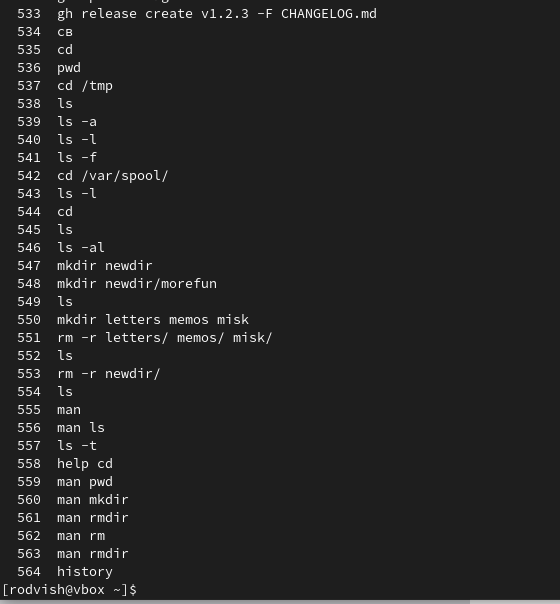 533 gh release create v1.2.3 -F CHANGELOG.md
534 св
535 cd
536 pwd
537 cd /tmp
538 ls
539 ls -a
540 ls -l
541 ls -f
542 cd /var/spool/
543 ls -l
544 cd
545 ls
546 ls -al
547 mkdir newdir
548 mkdir newdir/morefun
549 ls
550 mkdir letters memos misk
551 rm -r letters/ memos/ misk/
552 ls
553 rm -r newdir/
554 ls
555 man
556 man ls
557 ls -t
558 help cd
559 man pwd
560 man mkdir
561 man rmdir
562 man rm
563 man rmdir
564 history
[rodvish@vbox ~]$